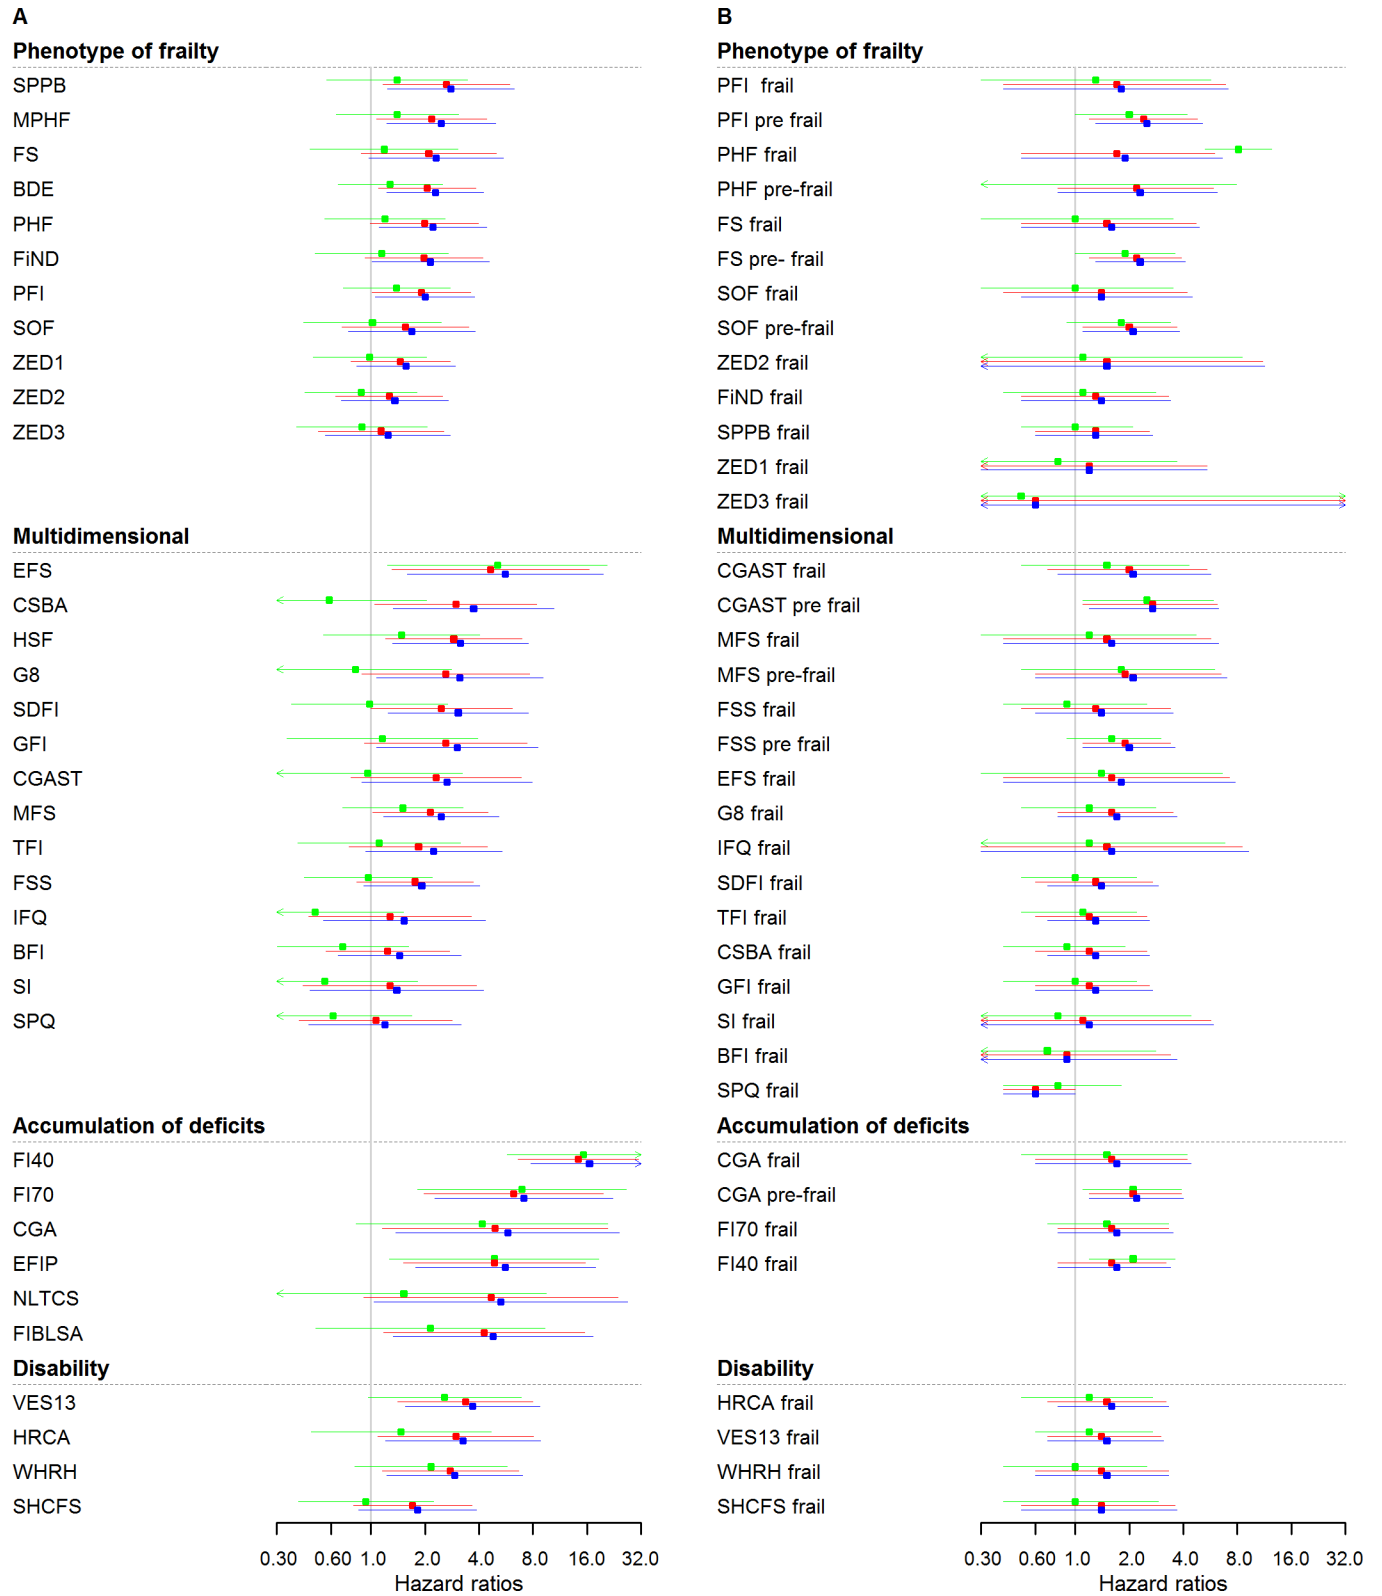 A
Phenotype of frailty
SPPB
MPHF
FS
BDE
PHF
FiND
PFI
SOF
ZED1
ZED2
ZED3
Multidimensional
EFS
CSBA
HSF
G8
SDFI
GFI
CGAST
MFS
TFI
FSS
IFQ
BFI
SI
SPQ
Accumulation of deficits
FI40
FI70
CGA
EFIP
NLTCS
FIBLSA
Disability
VES13
HRCA
WHRH
SHCFS
0.30 0.60 1.0 2.0 4.0 8.0 16.0 32.0
Hazard ratios
B
Phenotype of frailty
PFI frail
PFI pre frail
PHF frail
PHF pre-frail
FS frail
FS pre- frail
SOF frail
SOF pre-frail
ZED2 frail
FiND frail
SPPB frail
ZED1 frail
ZED3 frail
Multidimensional
CGAST frail
CGAST pre frail
MFS frail
MFS pre-frail
FSS frail
FSS pre frail
EFS frail
G8 frail
IFQ frail
SDFI frail
TFI frail
CSBA frail
GFI frail
SI frail
BFI frail
SPQ frail
Accumulation of deficits
CGA frail
CGA pre-frail
FI70 frail
FI40 frail
Disability
HRCA frail
VES13 frail
WHRH frail
SHCFS frail
0.30 0.60 1.0 2.0 4.0 8.0 16.0 32.0
Hazard ratios